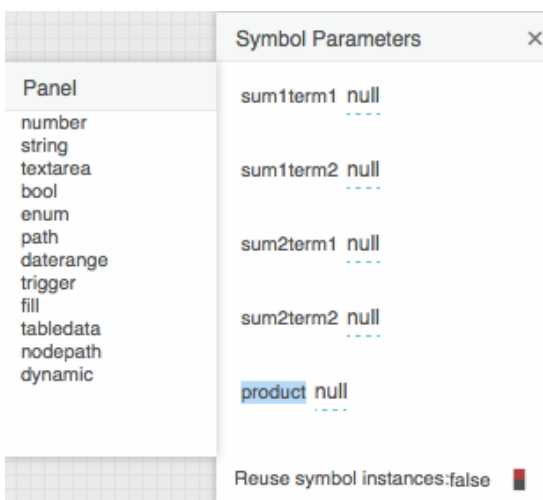 Symbol Parameters ×
Panel
number
string
textarea
bool
enum
path
daterange
trigger
fill
tabledata
nodepath
dynamic
sum1term1 null
sum1term2 null
sum2term1 null
sum2term2 null
product null
Reuse symbol instances:false